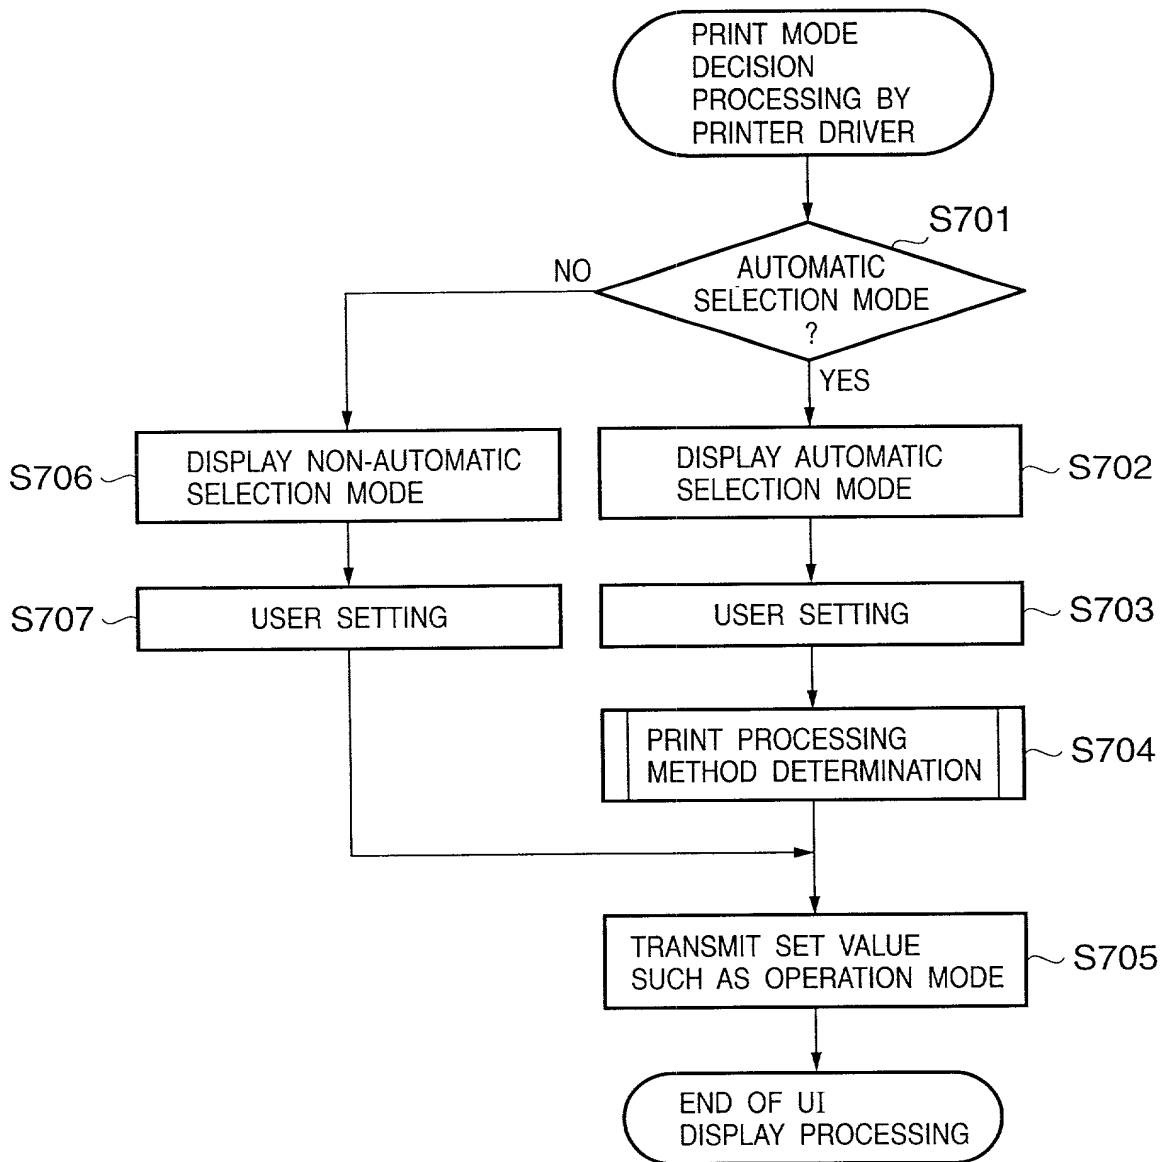 PRINT MODE
DECISION
PROCESSING BY
PRINTER DRIVER
S701
NO
AUTOMATIC
SELECTION MODE
?
YES
S706
DISPLAY NON-AUTOMATIC
SELECTION MODE
DISPLAY AUTOMATIC
SELECTION MODE
S702
S707
USER SETTING
USER SETTING
S703
PRINT PROCESSING
METHOD DETERMINATION
S704
TRANSMIT SET VALUE
SUCH AS OPERATION MODE
S705
END OF UI
DISPLAY PROCESSING